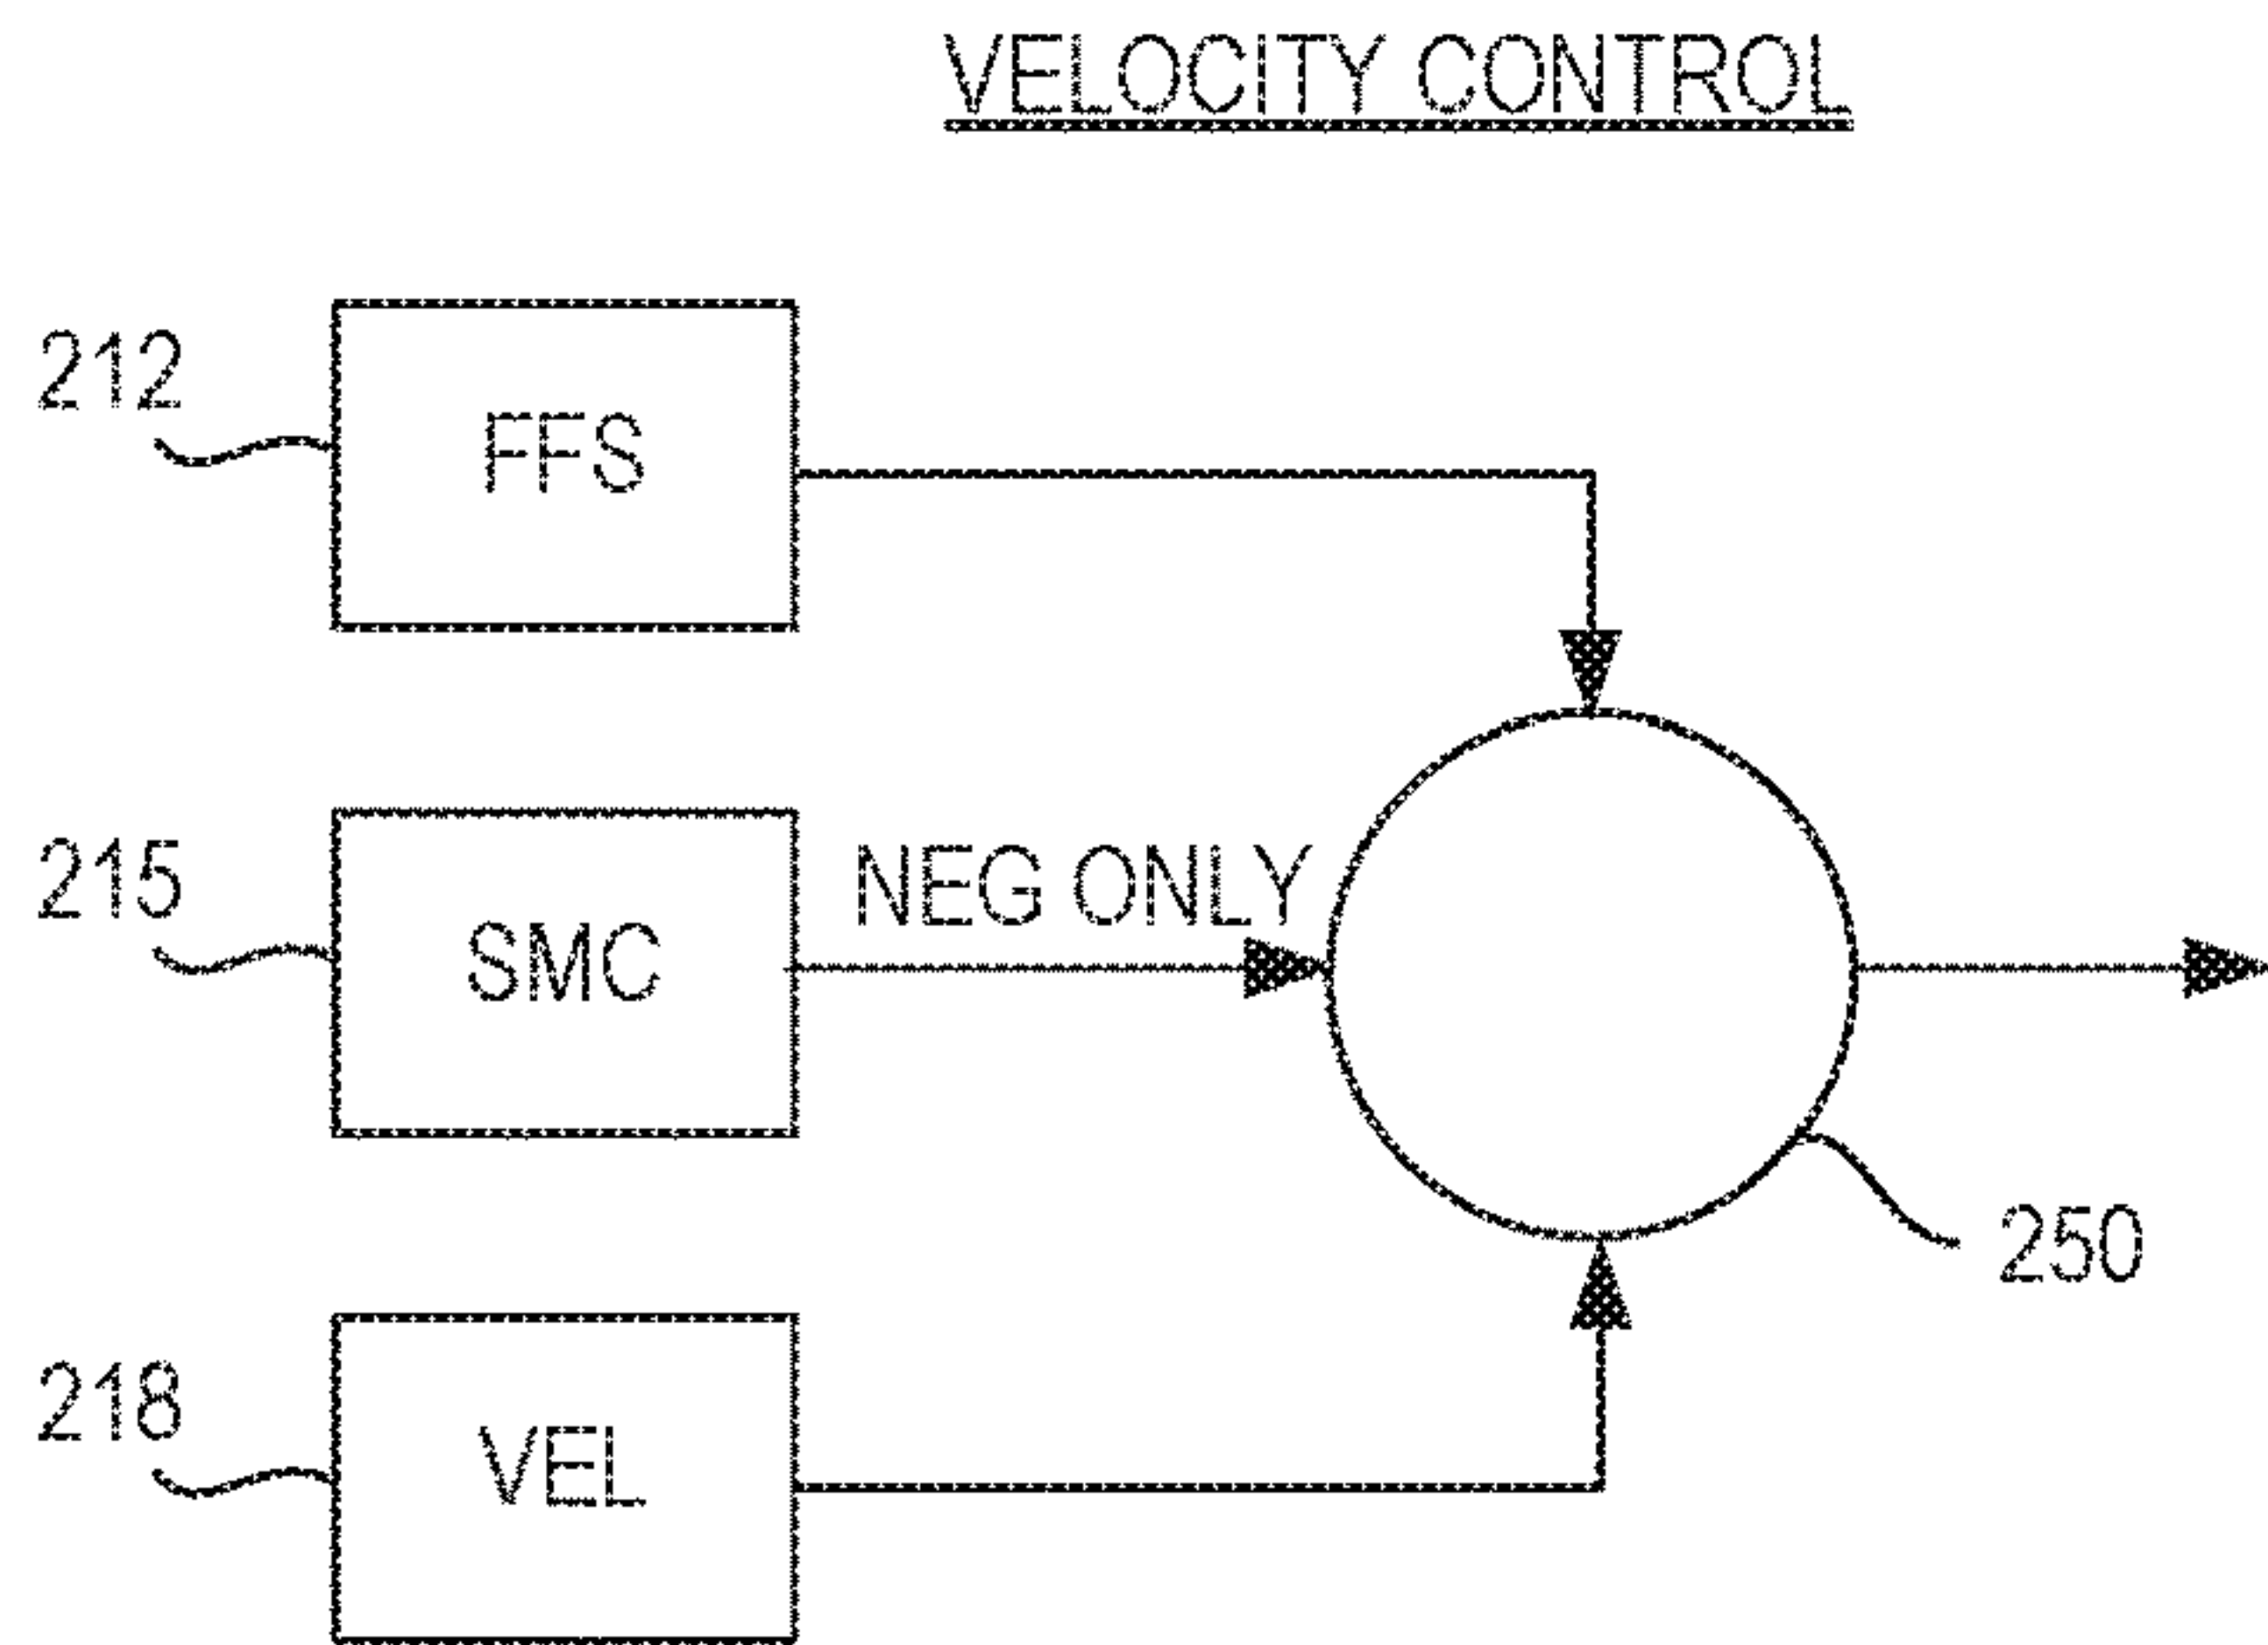 VELOCITY CONTROL
212
FFS
215
SMC
NEG ONLY
250
218
VEL